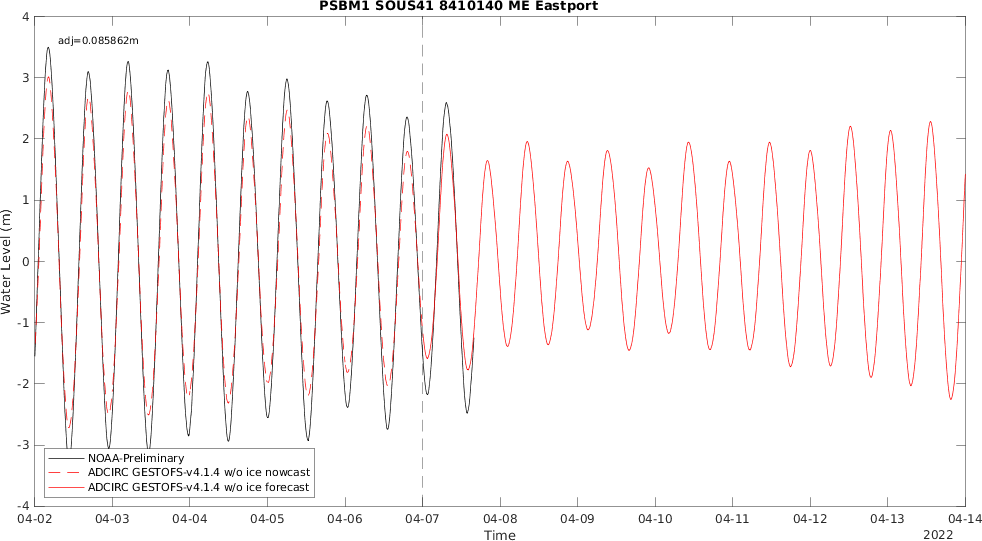 PSBM1 SOUS41 8410140 ME Eastport
adj=0.085862m
4
3
2
1
0
-1
-2
-3
-4
Water Level (m)
NOAA-Preliminary
ADCIRC GESTOFS-v4.1.4 w/o ice nowcast
ADCIRC GESTOFS-v4.1.4 w/o ice forecast
04-02 04-03 04-04 04-05 04-06 04-07 04-08 04-09 04-10 04-11 04-12 04-13 04-14
Time
2022